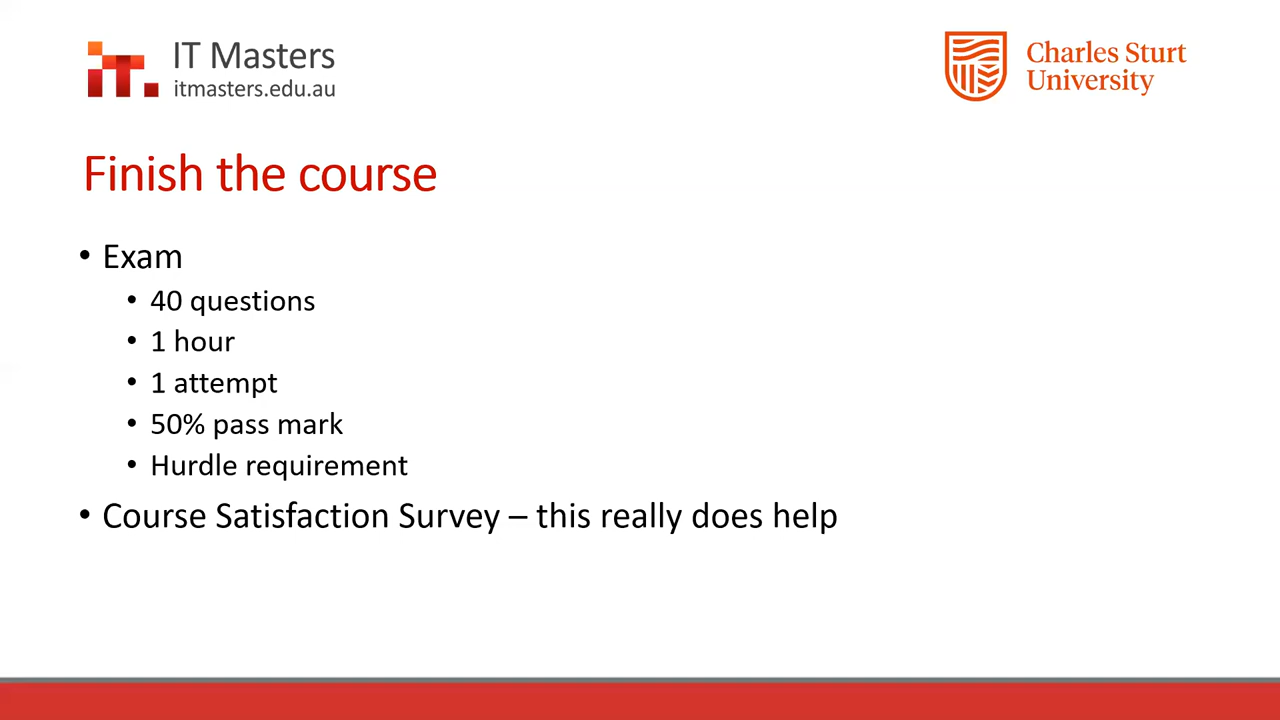 IT Masters
itmasters.edu.au
Charles Sturt
University
Finish the course
• Exam
• 40 questions
• 1 hour
• 1 attempt
• 50% pass mark
• Hurdle requirement
• Course Satisfaction Survey – this really does help